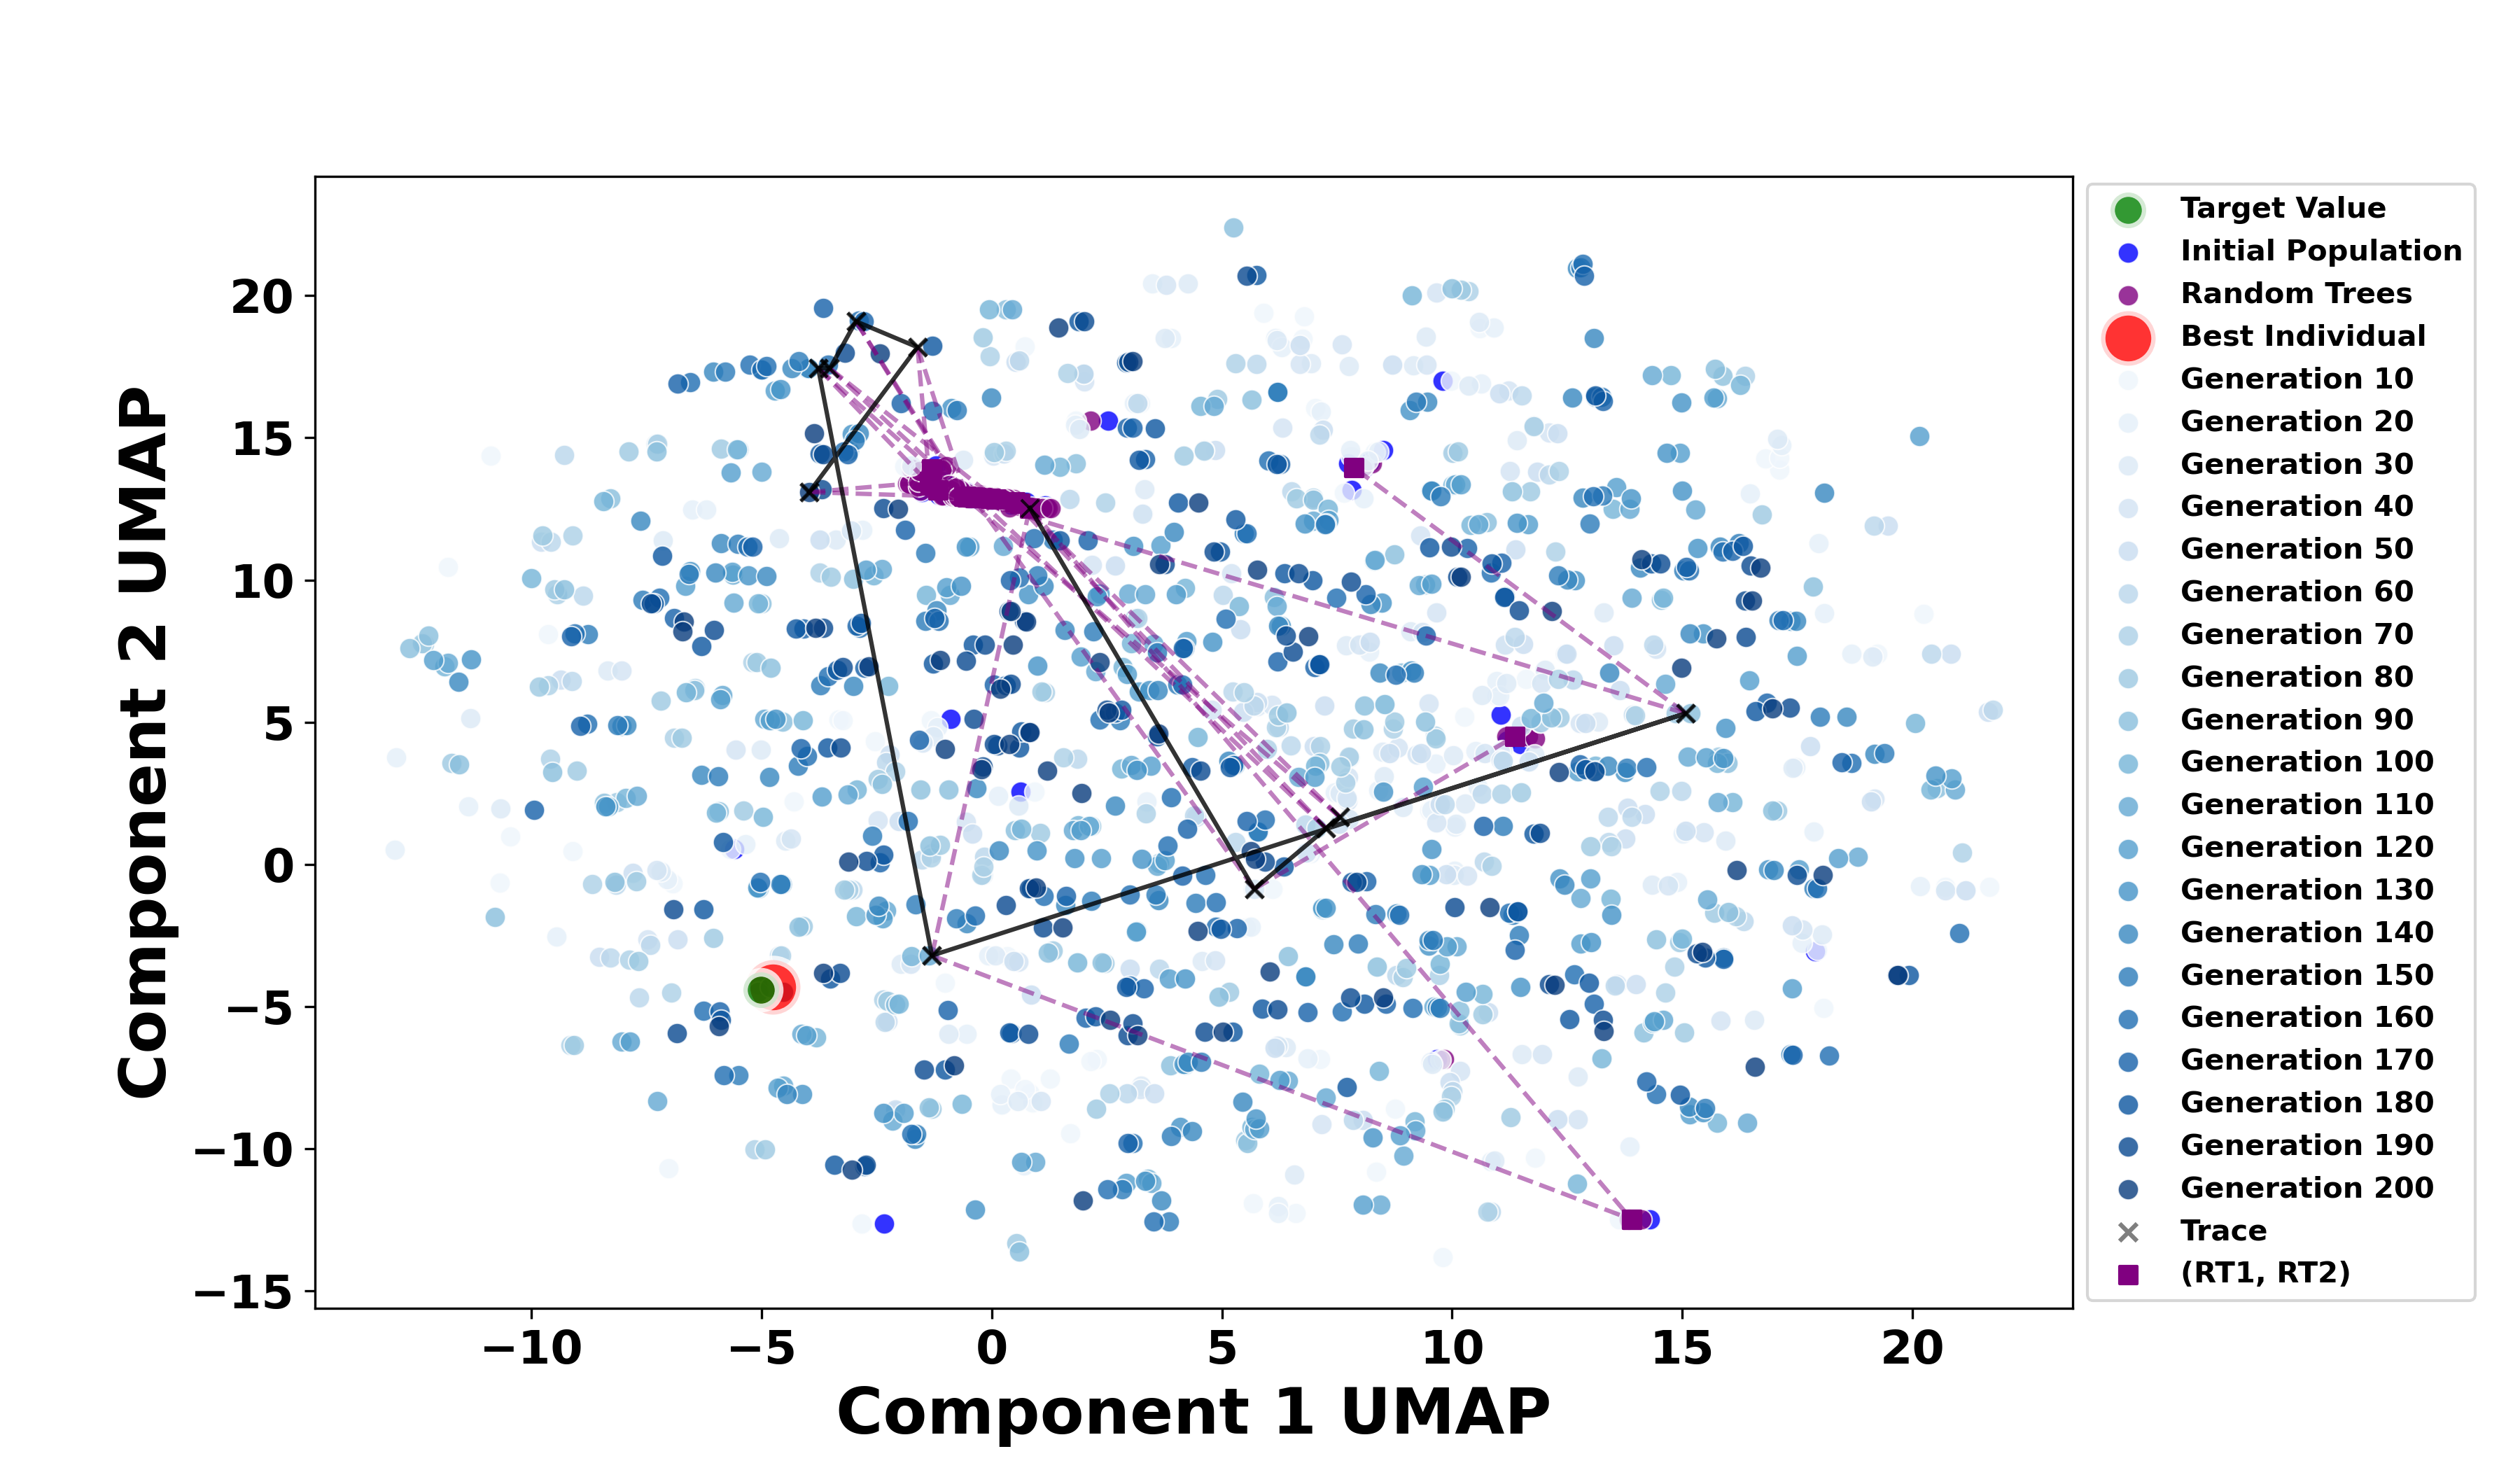 Component 2 UMAP
20
15
10
5
0
−5
−10
−15
−10
−5
0
5
10
15
20
Component 1 UMAP
Target Value
Initial Population
Random Trees
Best Individual
Generation 10
Generation 20
Generation 30
Generation 40
Generation 50
Generation 60
Generation 70
Generation 80
Generation 90
Generation 100
Generation 110
Generation 120
Generation 130
Generation 140
Generation 150
Generation 160
Generation 170
Generation 180
Generation 190
Generation 200
Trace
(RT1, RT2)